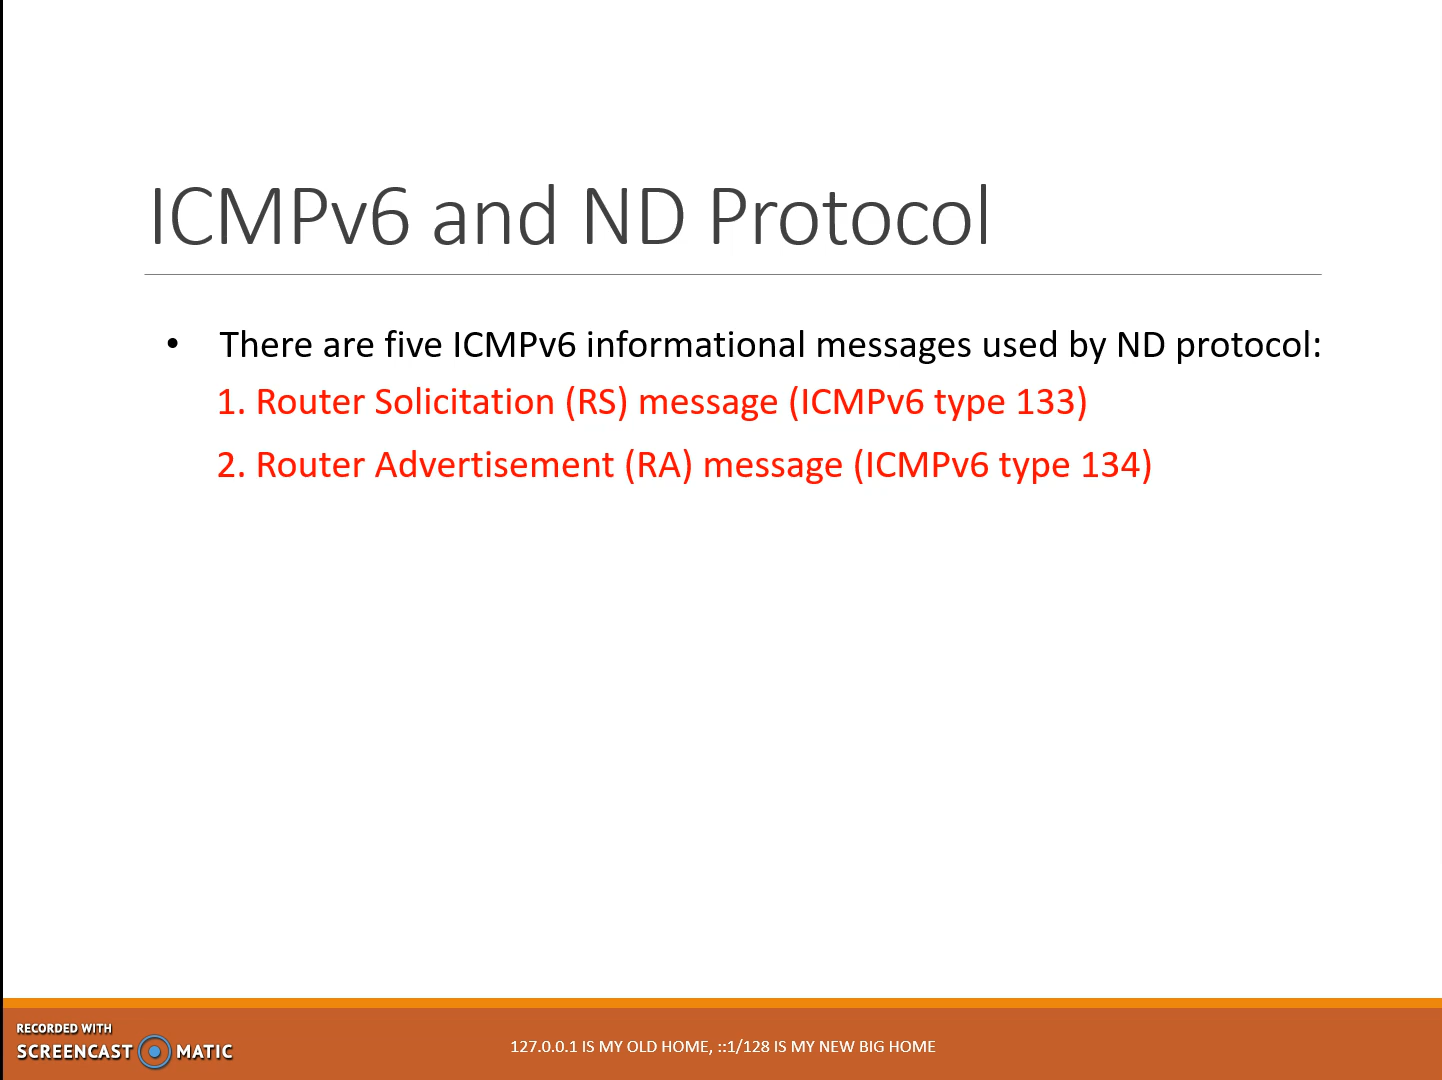 ICMPv6 and ND Protocol
• There are five ICMPv6 informational messages used by ND protocol:
1. Router Solicitation (RS) message (ICMPv6 type 133)
2. Router Advertisement (RA) message (ICMPv6 type 134)
RECORDED WITH
SCREENCAST MATIC
127.0.0.1 IS MY OLD HOME, ::1/128 IS MY NEW BIG HOME